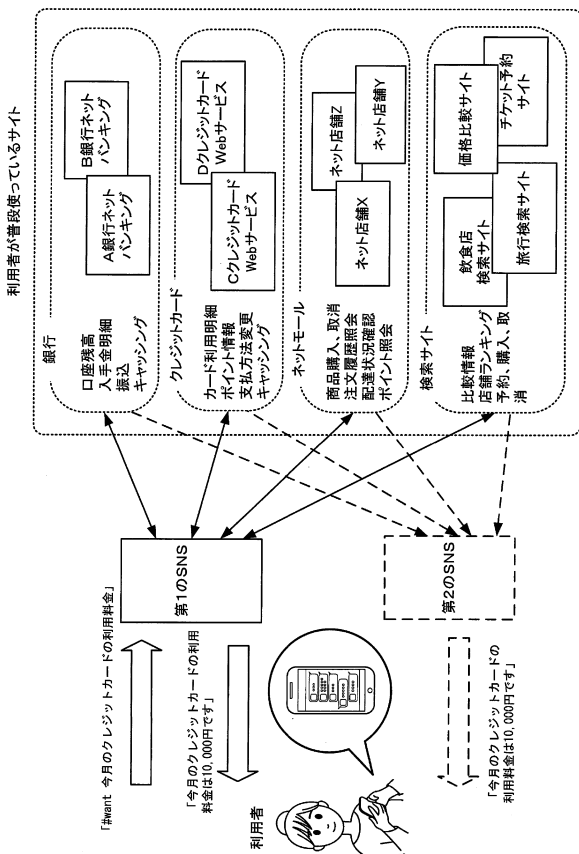 利用者が普段使っているサイト
銀行
口座残高
入手金明細
振込
キャッシング
A銀行ネット
バンキング
B銀行ネット
バンキング
クレジットカード
カード利用明細
ポイント情報
支払方法変更
キャッシング
Cクレジットカード
Webサービス
Dクレジットカード
Webサービス
ネットモール
商品購入、取消
注文履歴照会
配達状況確認
ポイント照会
ネット店舗X
ネット店舗Z
ネット店舗Y
検索サイト
比較情報
店舗ランキング
予約、購入、取
消
飲食店
検索サイト
旅行検索サイト
価格比較サイト
チケット予約
サイト
第1のSNS
第2のSNS
「#want 今月のクレジットカードの利用料金」
「今月のクレジットカードの利用
料金は10,000円です」
「今月のクレジットカードの
利用料金は10,000円です」
利用者